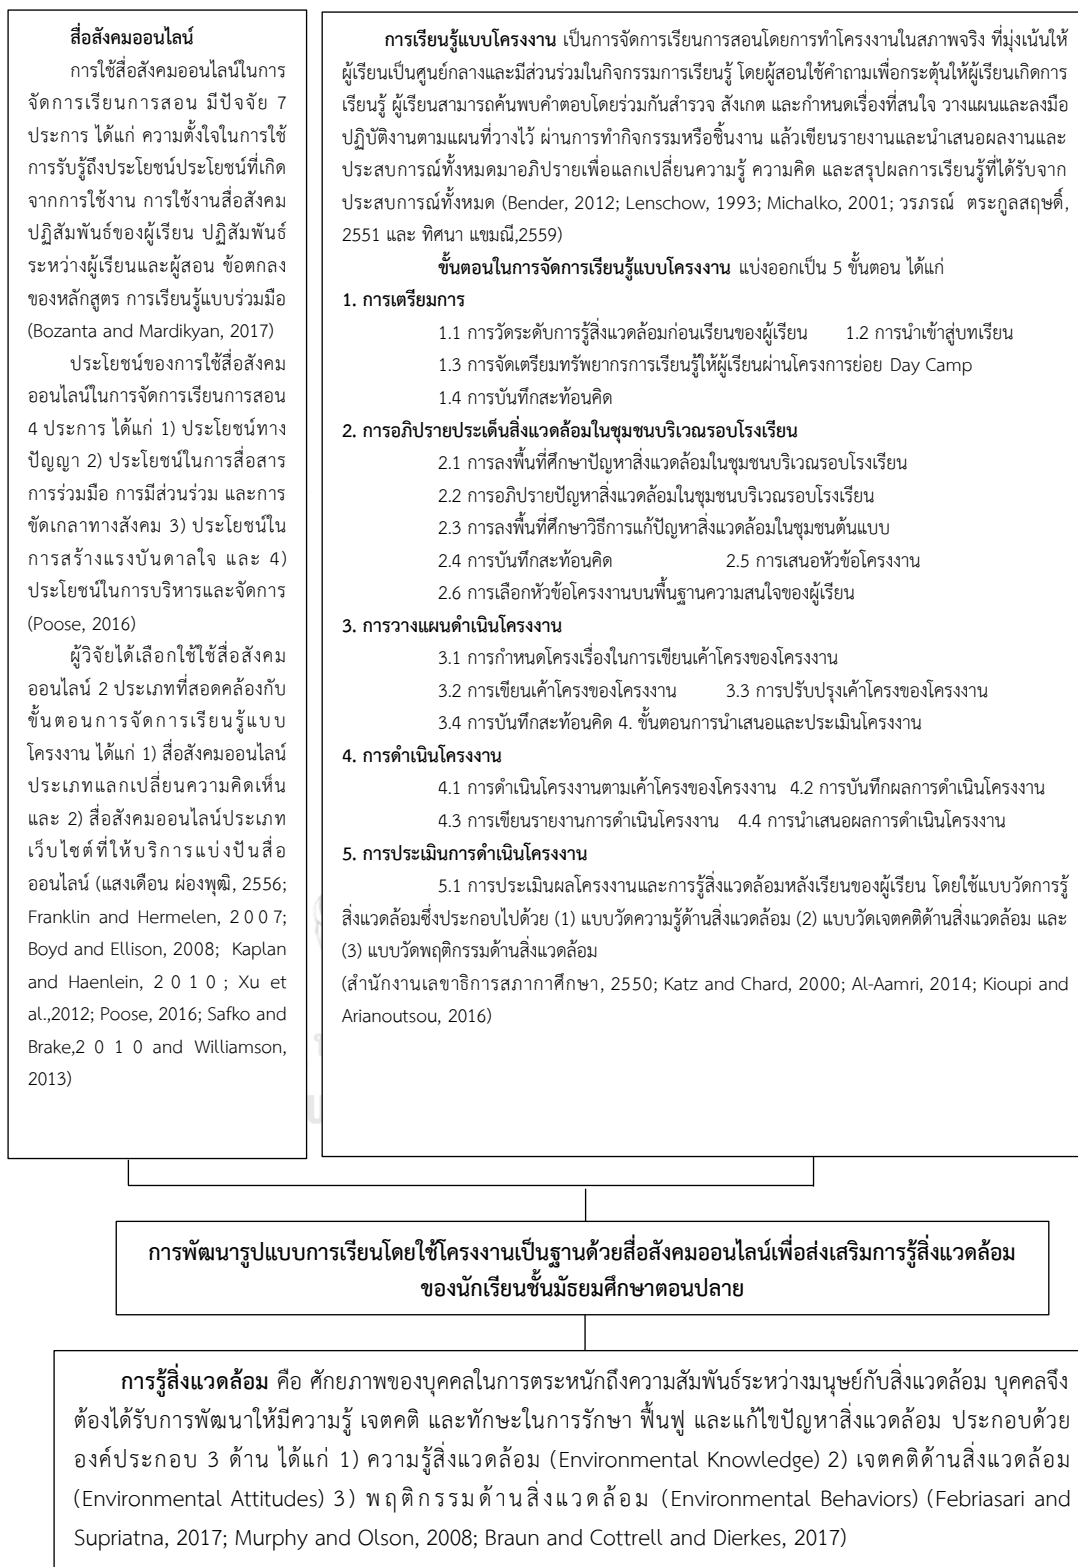 สื่อสังคมออนไลน์
การใช้สื่อสังคมออนไลน์ในการ
จัดการเรียนการสอน มีปัจจัย 7
ประการ ได้แก่ ความตั้งใจในการใช้
การรับรู้ถึงประโยชน์ประโยชน์ที่เกิด
จากการใช้งาน การใช้งานสื่อสังคม
ปฏิสัมพันธ์ของผู้เรียน ปฏิสัมพันธ์
ระหว่างผู้เรียนและผู้สอน ข้อตกลง
ของหลักสูตร การเรียนรู้แบบร่วมมือ
(Bozanta and Mardikyan, 2017)
ประโยชน์ของการใช้สื่อสังคม
ออนไลน์ในการจัดการเรียนการสอน
4 ประการ ได้แก่ 1) ประโยชน์ทาง
ปัญญา 2) ประโยชน์ในการสื่อสาร
การร่วมมือ การมีส่วนร่วม และการ
ขัดเกลาทางสังคม 3) ประโยชน์ใน
การสร้างแรงบันดาลใจ และ 4)
ประโยชน์ในการบริหารและจัดการ
(Poose, 2016)
ผู้วิจัยได้เลือกใช้ใช้สื่อสังคม
ออนไลน์ 2 ประเภทที่สอดคล้องกับ
ขั้นตอนการจัดการเรียนรู้แบบ
โครงงาน ได้แก่ 1) สื่อสังคมออนไลน์
ประเภทแลกเปลี่ยนความคิดเห็น
และ 2) สื่อสังคมออนไลน์ประเภท
เว็บไซต์ที่ให้บริการแบ่งปันสื่อ
ออนไลน์ (แสงเดือน ผ่องพุฒิ, 2556;
Franklin and Hermelen, 2007;
Boyd and Ellison, 2008; Kaplan
and Haenlein, 2010; Xu et
al.,2012; Poose, 2016; Safko and
Brake,2 0 1 0 and Williamson,
2013)
การเรียนรู้แบบโครงงาน เป็นการจัดการเรียนการสอนโดยการทำโครงงานในสภาพจริง ที่มุ่งเน้นให้
ผู้เรียนเป็นศูนย์กลางและมีส่วนร่วมในกิจกรรมการเรียนรู้ โดยผู้สอนใช้คำถามเพื่อกระตุ้นให้ผู้เรียนเกิดการ
เรียนรู้ ผู้เรียนสามารถค้นพบคำตอบโดยร่วมกันสำรวจ สังเกต และกำหนดเรื่องที่สนใจ วางแผนและลงมือ
ปฏิบัติงานตามแผนที่วางไว้ ผ่านการทำกิจกรรมหรือชิ้นงาน แล้วเขียนรายงานและนำเสนอผลงานและ
ประสบการณ์ทั้งหมดมาอภิปรายเพื่อแลกเปลี่ยนความรู้ ความคิด และสรุปผลการเรียนรู้ที่ได้รับจาก
ประสบการณ์ทั้งหมด (Bender, 2012; Lenschow, 1993; Michalko, 2001; วรภรณ์ ตระกูลสฤษดิ์,
2551 และ ทิศนา แขมณี,2559)
ขั้นตอนในการจัดการเรียนรู้แบบโครงงาน แบ่งออกเป็น 5 ขั้นตอน ได้แก่
1. การเตรียมการ
1.1 การวัดระดับการรู้สิ่งแวดล้อมก่อนเรียนของผู้เรียน 1.2 การนำเข้าสู่บทเรียน
1.3 การจัดเตรียมทรัพยากรการเรียนรู้ให้ผู้เรียนผ่านโครงการย่อย Day Camp
1.4 การบันทึกสะท้อนคิด
2. การอภิปรายประเด็นสิ่งแวดล้อมในชุมชนบริเวณรอบโรงเรียน
2.1 การลงพื้นที่ศึกษาปัญหาสิ่งแวดล้อมในชุมชนบริเวณรอบโรงเรียน
2.2 การอภิปรายปัญหาสิ่งแวดล้อมในชุมชนบริเวณรอบโรงเรียน
2.3 การลงพื้นที่ศึกษาวิธีการแก้ปัญหาสิ่งแวดล้อมในชุมชนต้นแบบ
2.4 การบันทึกสะท้อนคิด 2.5 การเสนอหัวข้อโครงงาน
2.6 การเลือกหัวข้อโครงงานบนพื้นฐานความสนใจของผู้เรียน
3. การวางแผนดำเนินโครงงาน
3.1 การกำหนดโครงเรื่องในการเขียนเค้าโครงของโครงงาน
3.2 การเขียนเค้าโครงของโครงงาน 3.3 การปรับปรุงเค้าโครงของโครงงาน
3.4 การบันทึกสะท้อนคิด 4. ขั้นตอนการนำเสนอและประเมินโครงงาน
4. การดำเนินโครงงาน
4.1 การดำเนินโครงงานตามเค้าโครงของโครงงาน 4.2 การบันทึกผลการดำเนินโครงงาน
4.3 การเขียนรายงานการดำเนินโครงงาน 4.4 การนำเสนอผลการดำเนินโครงงาน
5. การประเมินการดำเนินโครงงาน
5.1 การประเมินผลโครงงานและการรู้สิ่งแวดล้อมหลังเรียนของผู้เรียน โดยใช้แบบวัดการรู้
สิ่งแวดล้อมซึ่งประกอบไปด้วย (1) แบบวัดความรู้ด้านสิ่งแวดล้อม (2) แบบวัดเจตคติด้านสิ่งแวดล้อม และ
(3) แบบวัดพฤติกรรมด้านสิ่งแวดล้อม
(สำนักงานเลขาธิการสภากาศึกษา, 2550; Katz and Chard, 2000; Al-Aamri, 2014; Kioupi and
Arianoutsou, 2016)
การพัฒนารูปแบบการเรียนโดยใช้โครงงานเป็นฐานด้วยสื่อสังคมออนไลน์เพื่อส่งเสริมการรู้สิ่งแวดล้อม
ของนักเรียนชั้นมัธยมศึกษาตอนปลาย
การรู้สิ่งแวดล้อม คือ ศักยภาพของบุคคลในการตระหนักถึงความสัมพันธ์ระหว่างมนุษย์กับสิ่งแวดล้อม บุคคลจึง
ต้องได้รับการพัฒนาให้มีความรู้ เจตคติ และทักษะในการรักษา ฟื้นฟู และแก้ไขปัญหาสิ่งแวดล้อม ประกอบด้วย
องค์ประกอบ 3 ด้าน ได้แก่ 1) ความรู้สิ่งแวดล้อม (Environmental Knowledge) 2) เจตคติด้านสิ่งแวดล้อม
(Environmental Attitudes) 3) พฤติกรรมด้านสิ่งแวดล้อม (Environmental Behaviors) (Febriasari and
Supriatna, 2017; Murphy and Olson, 2008; Braun and Cottrell and Dierkes, 2017)